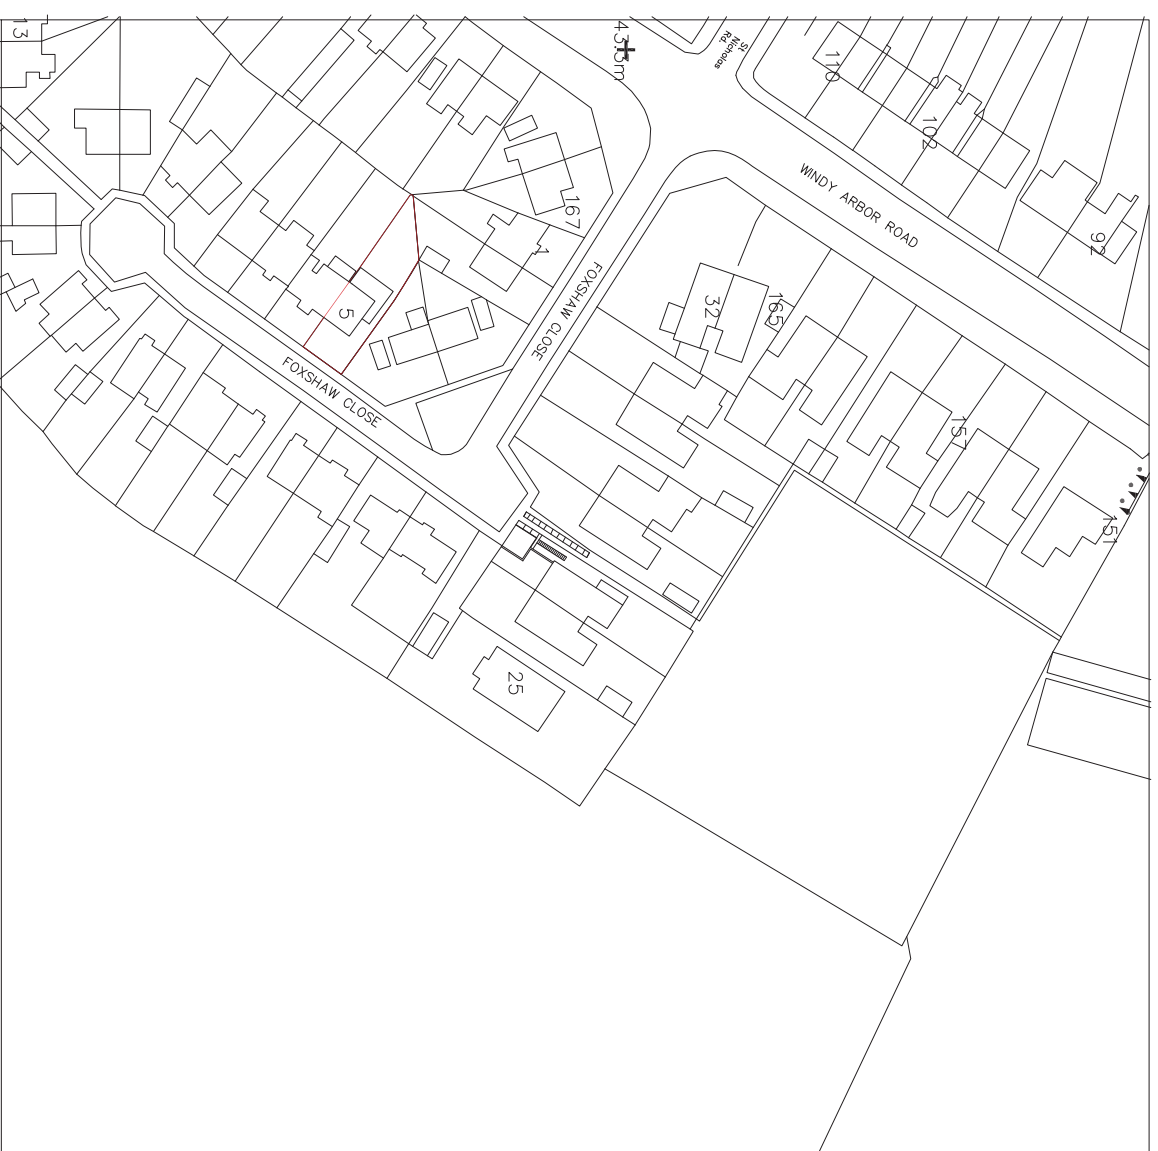 13
43.3m
St
Nicholas
Rd.
110
102
WINDY ARBOR ROAD
92
167
1
FOXSHAW CLOSE
5
32
165
FOXSHAW CLOSE
157
151
25